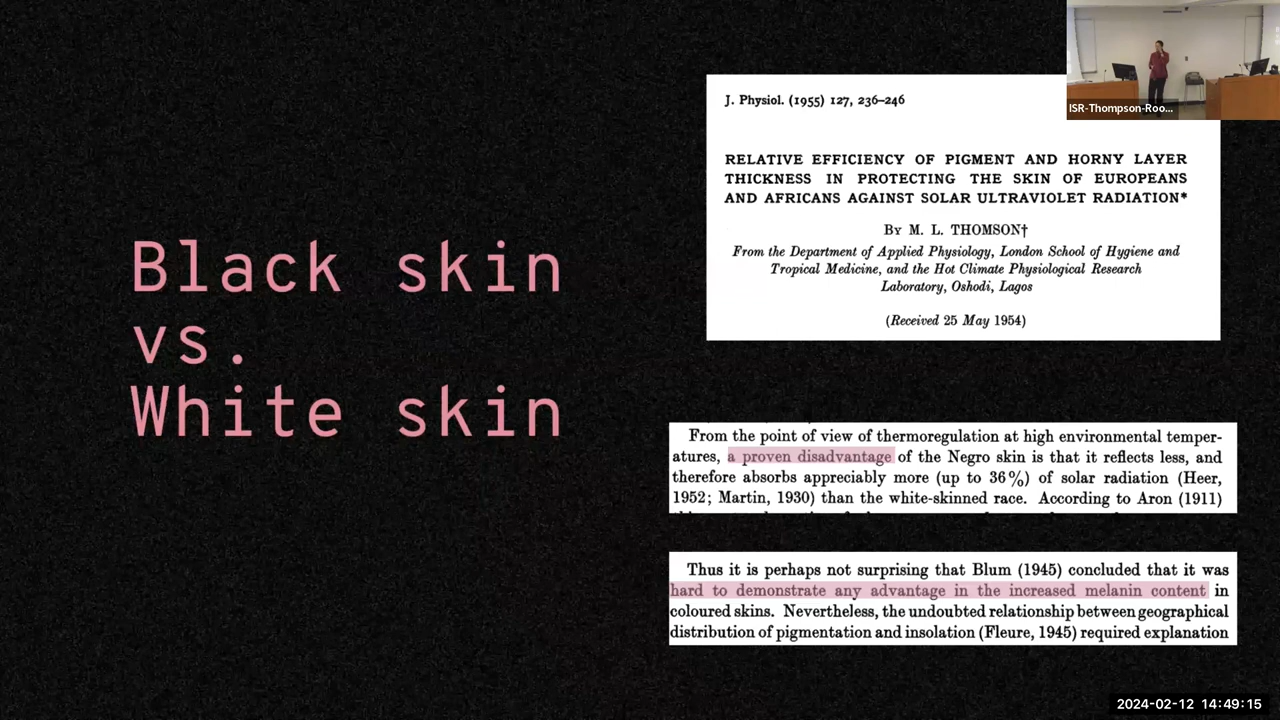 Black skin
vs.
White skin
J. Physiol. (1955) 127, 236–246
RELATIVE EFFICIENCY OF PIGMENT AND HORNY LAYER
THICKNESS IN PROTECTING THE SKIN OF EUROPEANS
AND AFRICANS AGAINST SOLAR ULTRAVIOLET RADIATION*
By M. L. THOMSON†
From the Department of Applied Physiology, London School of Hygiene and
Tropical Medicine, and the Hot Climate Physiological Research
Laboratory, Oshodi, Lagos
(Received 25 May 1954)
From the point of view of thermoregulation at high environmental temper-
atures, a proven disadvantage of the Negro skin is that it reflects less, and
therefore absorbs appreciably more (up to 36%) of solar radiation (Heer,
1952; Martin, 1930) than the white-skinned race. According to Aron (1911)
Thus it is perhaps not surprising that Blum (1945) concluded that it was
hard to demonstrate any advantage in the increased melanin content in
coloured skins. Nevertheless, the undoubted relationship between geographical
distribution of pigmentation and insolation (Fleure, 1945) required explanation
ISR-Thompson-Roo...
2024-02-12 14:49:15